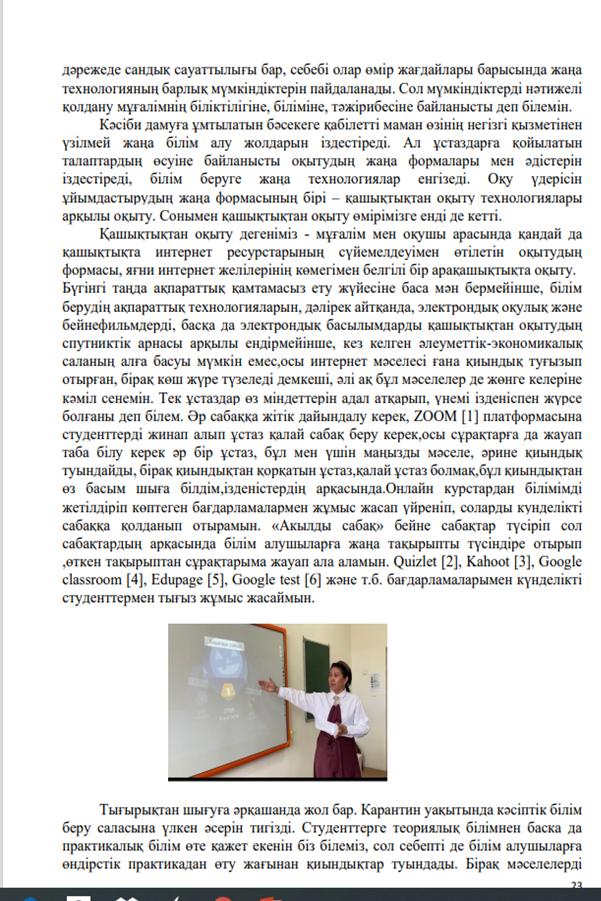 дәрежеде сандық сауаттылығы бар, себебі олар өмір жағдайлары барысында жаңа
технологияның барлық мүмкіндіктерін пайдаланады. Сол мүмкіндіктерді нәтижелі
қолдану мұғалімнің біліктілігіне, біліміне, тәжірибесіне байланысты деп білемін.
Кәсіби дамуға ұмтылатын бәсекеге қабілетті маман өзінің негізгі қызметінен
үзілмей жаңа білім алу жолдарын іздестіреді. Ал ұстаздарға қойылатын
талаптардың өсуіне байланысты оқытудың жаңа формалары мен әдістерін
іздестіреді, білім беруге жаңа технологиялар енгізеді. Оқу үдерісін
ұйымдастырудың жаңа формасының бірі – қашықтықтан оқыту технологиялары
арқылы оқыту. Сонымен қашықтықтан оқыту өмірімізге енді де кетті.
Қашықтықтан оқыту дегеніміз - мұғалім мен оқушы арасында қандай да
қашықтықта интернет ресурстарының сүйемелдеуімен өтілетін оқытудың
формасы, яғни интернет желілерінің көмегімен белгілі бір арақашықтықта оқыту.
Бүгінгі таңда ақпараттық қамтамасыз ету жүйесіне баса мән бермейінше, білім
берудің ақпараттық технологияларын, дәлірек айтқанда, электрондық оқулық және
бейнефильмдерді, басқа да электрондық басылымдарды қашықтықтан оқытудың
спутниктік арнасы арқылы ендірмейінше, кез келген әлеуметтік-экономикалық
саланың алға басуы мүмкін емес,осы интернет мәселесі ғана қиындық туғызып
отырған, бірақ көш жүре түзеледі демкеші, әлі ақ бұл мәселелер де жөнге келеріне
кәміл сенемін. Тек ұстаздар өз міндеттерін адал атқарып, үнемі ізденіспен жүрсе
болғаны деп білем. Әр сабаққа жітік дайындалу керек, ZOOM [1] платформасына
студенттерді жинап алып ұстаз қалай сабақ беру керек,осы сұрақтарға да жауап
таба білу керек әр бір ұстаз, бұл мен үшін маңызды мәселе, әрине қиындық
туындайды, бірақ қиындықтан қорқатын ұстаз,қалай ұстаз болмақ,бұл қиындықтан
өз басым шыға білдім,ізденістердің арқасында.Онлайн курстардан білімімді
жетілдіріп көптеген бағдарламалармен жұмыс жасап үйреніп, соларды күнделікті
сабаққа қолданып отырамын. «Ақылды сабақ» бейне сабақтар түсіріп сол
сабақтардың арқасында білім алушыларға жаңа тақырыпты түсіндіре отырып
,өткен тақырыптан сұрақтарыма жауап ала аламын. Quizlet [2], Kahoot [3], Google
classroom [4], Edupage [5], Google test [6] және т.б. бағдарламаларымен күнделікті
студенттермен тығыз жұмыс жасаймын.
Тығырықтан шығуға әрқашанда жол бар. Карантин уақытында кәсіптік білім
беру саласына үлкен әсерін тигізді. Студенттерге теориялық білімнен басқа да
практикалық білім өте қажет екенін біз білеміз, сол себепті де білім алушыларға
өндірстік практикадан өту жағынан қиындықтар туындады. Бірақ мәселелерді
23